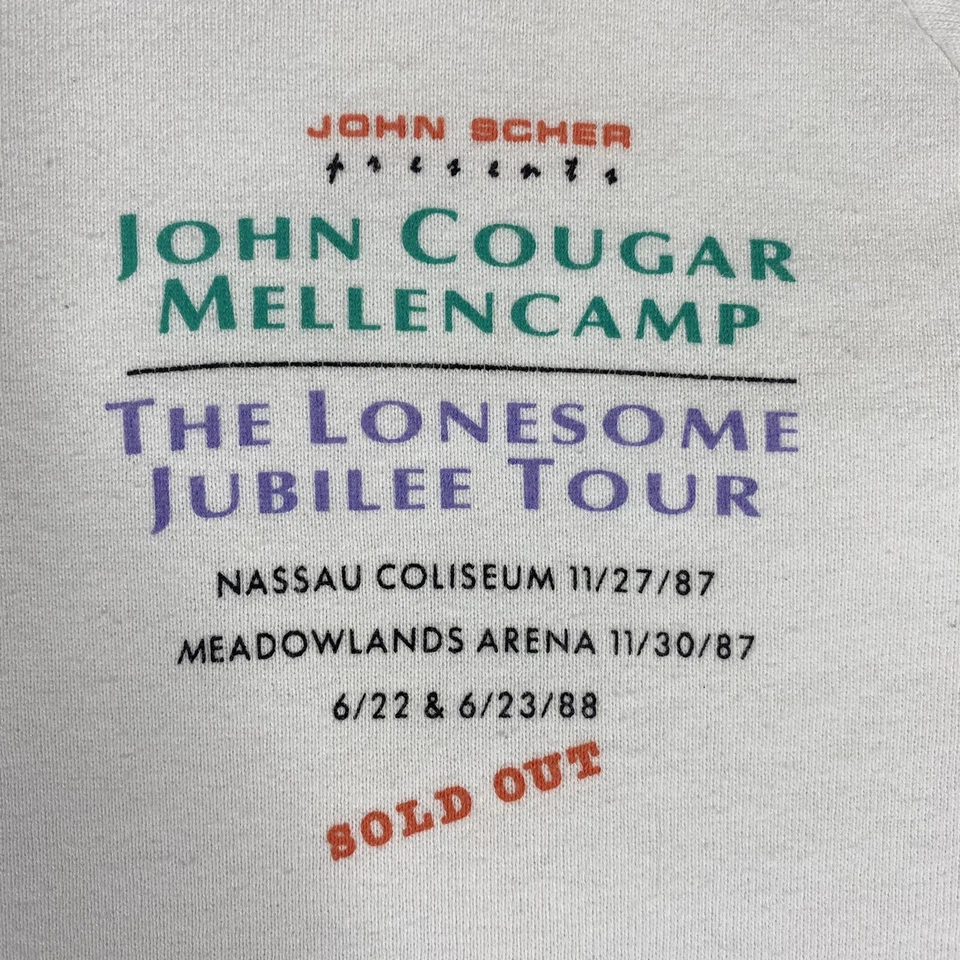 JOHN SCHER
presents
JOHN COUGAR
MELLENCAMP
THE LONESOME
JUBILEE TOUR
NASSAU COLISEUM 11/27/87
MEADOWLANDS ARENA 11/30/87
6/22 & 6/23/88
SOLD OUT